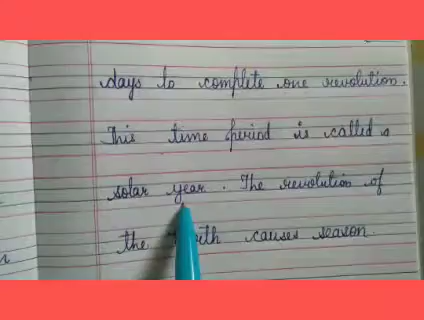 days to complete one revolution.
This time period is called a
solar year. The revolution of
the causes season.